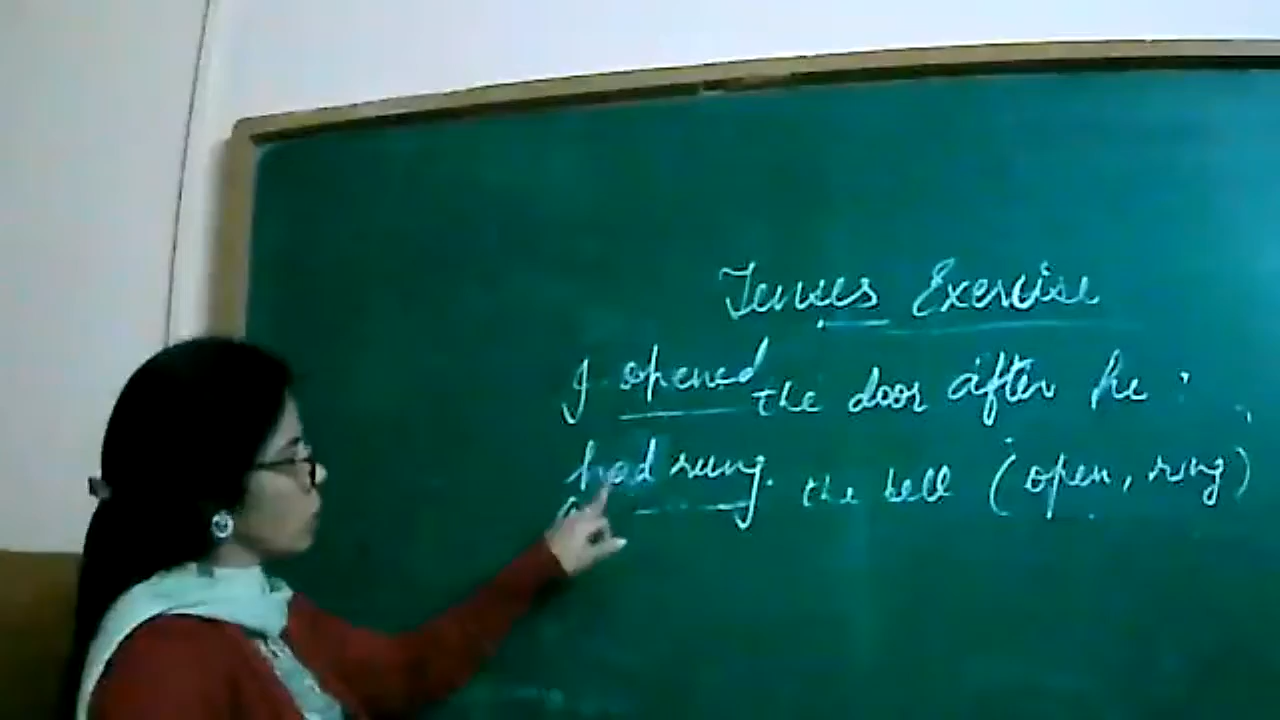 Tenses Exercise
I opened the door after he
had rung. the bell (open, ring)